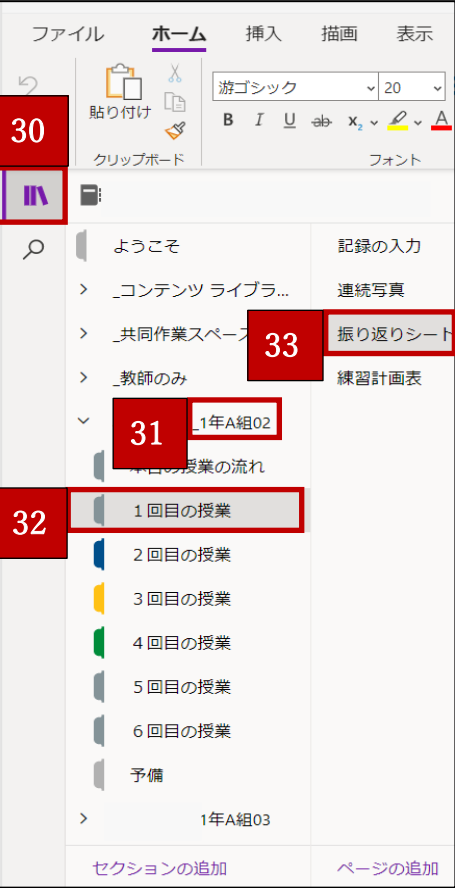 ファイル ホーム 挿入 描画 表示
貼り付け
游ゴシック 20
B I U ab x₂ A
クリップボード フォント
30
ようこそ 記録の入力
_コンテンツ ライブラ... 連続写真
_共同作業スペース 33 振り返りシート
_教師のみ 練習計画表
31 _1年A組02
本日の授業の流れ
32 1回目の授業
2回目の授業
3回目の授業
4回目の授業
5回目の授業
6回目の授業
予備
1年A組03
セクションの追加 ページの追加